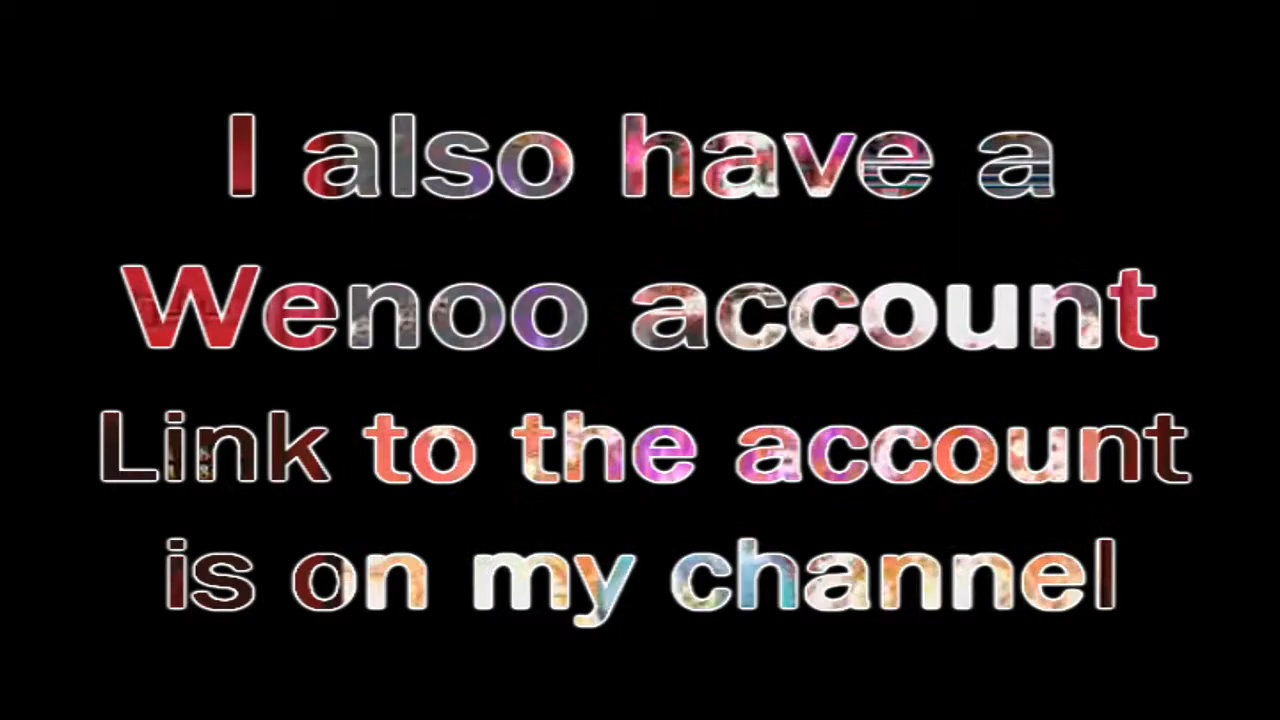 I also have a
Wenoo account
Link to the account
is on my channel